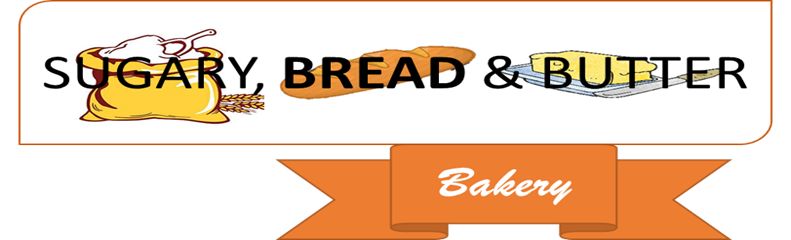 SUGARY, BREAD & BUTTER
Bakery